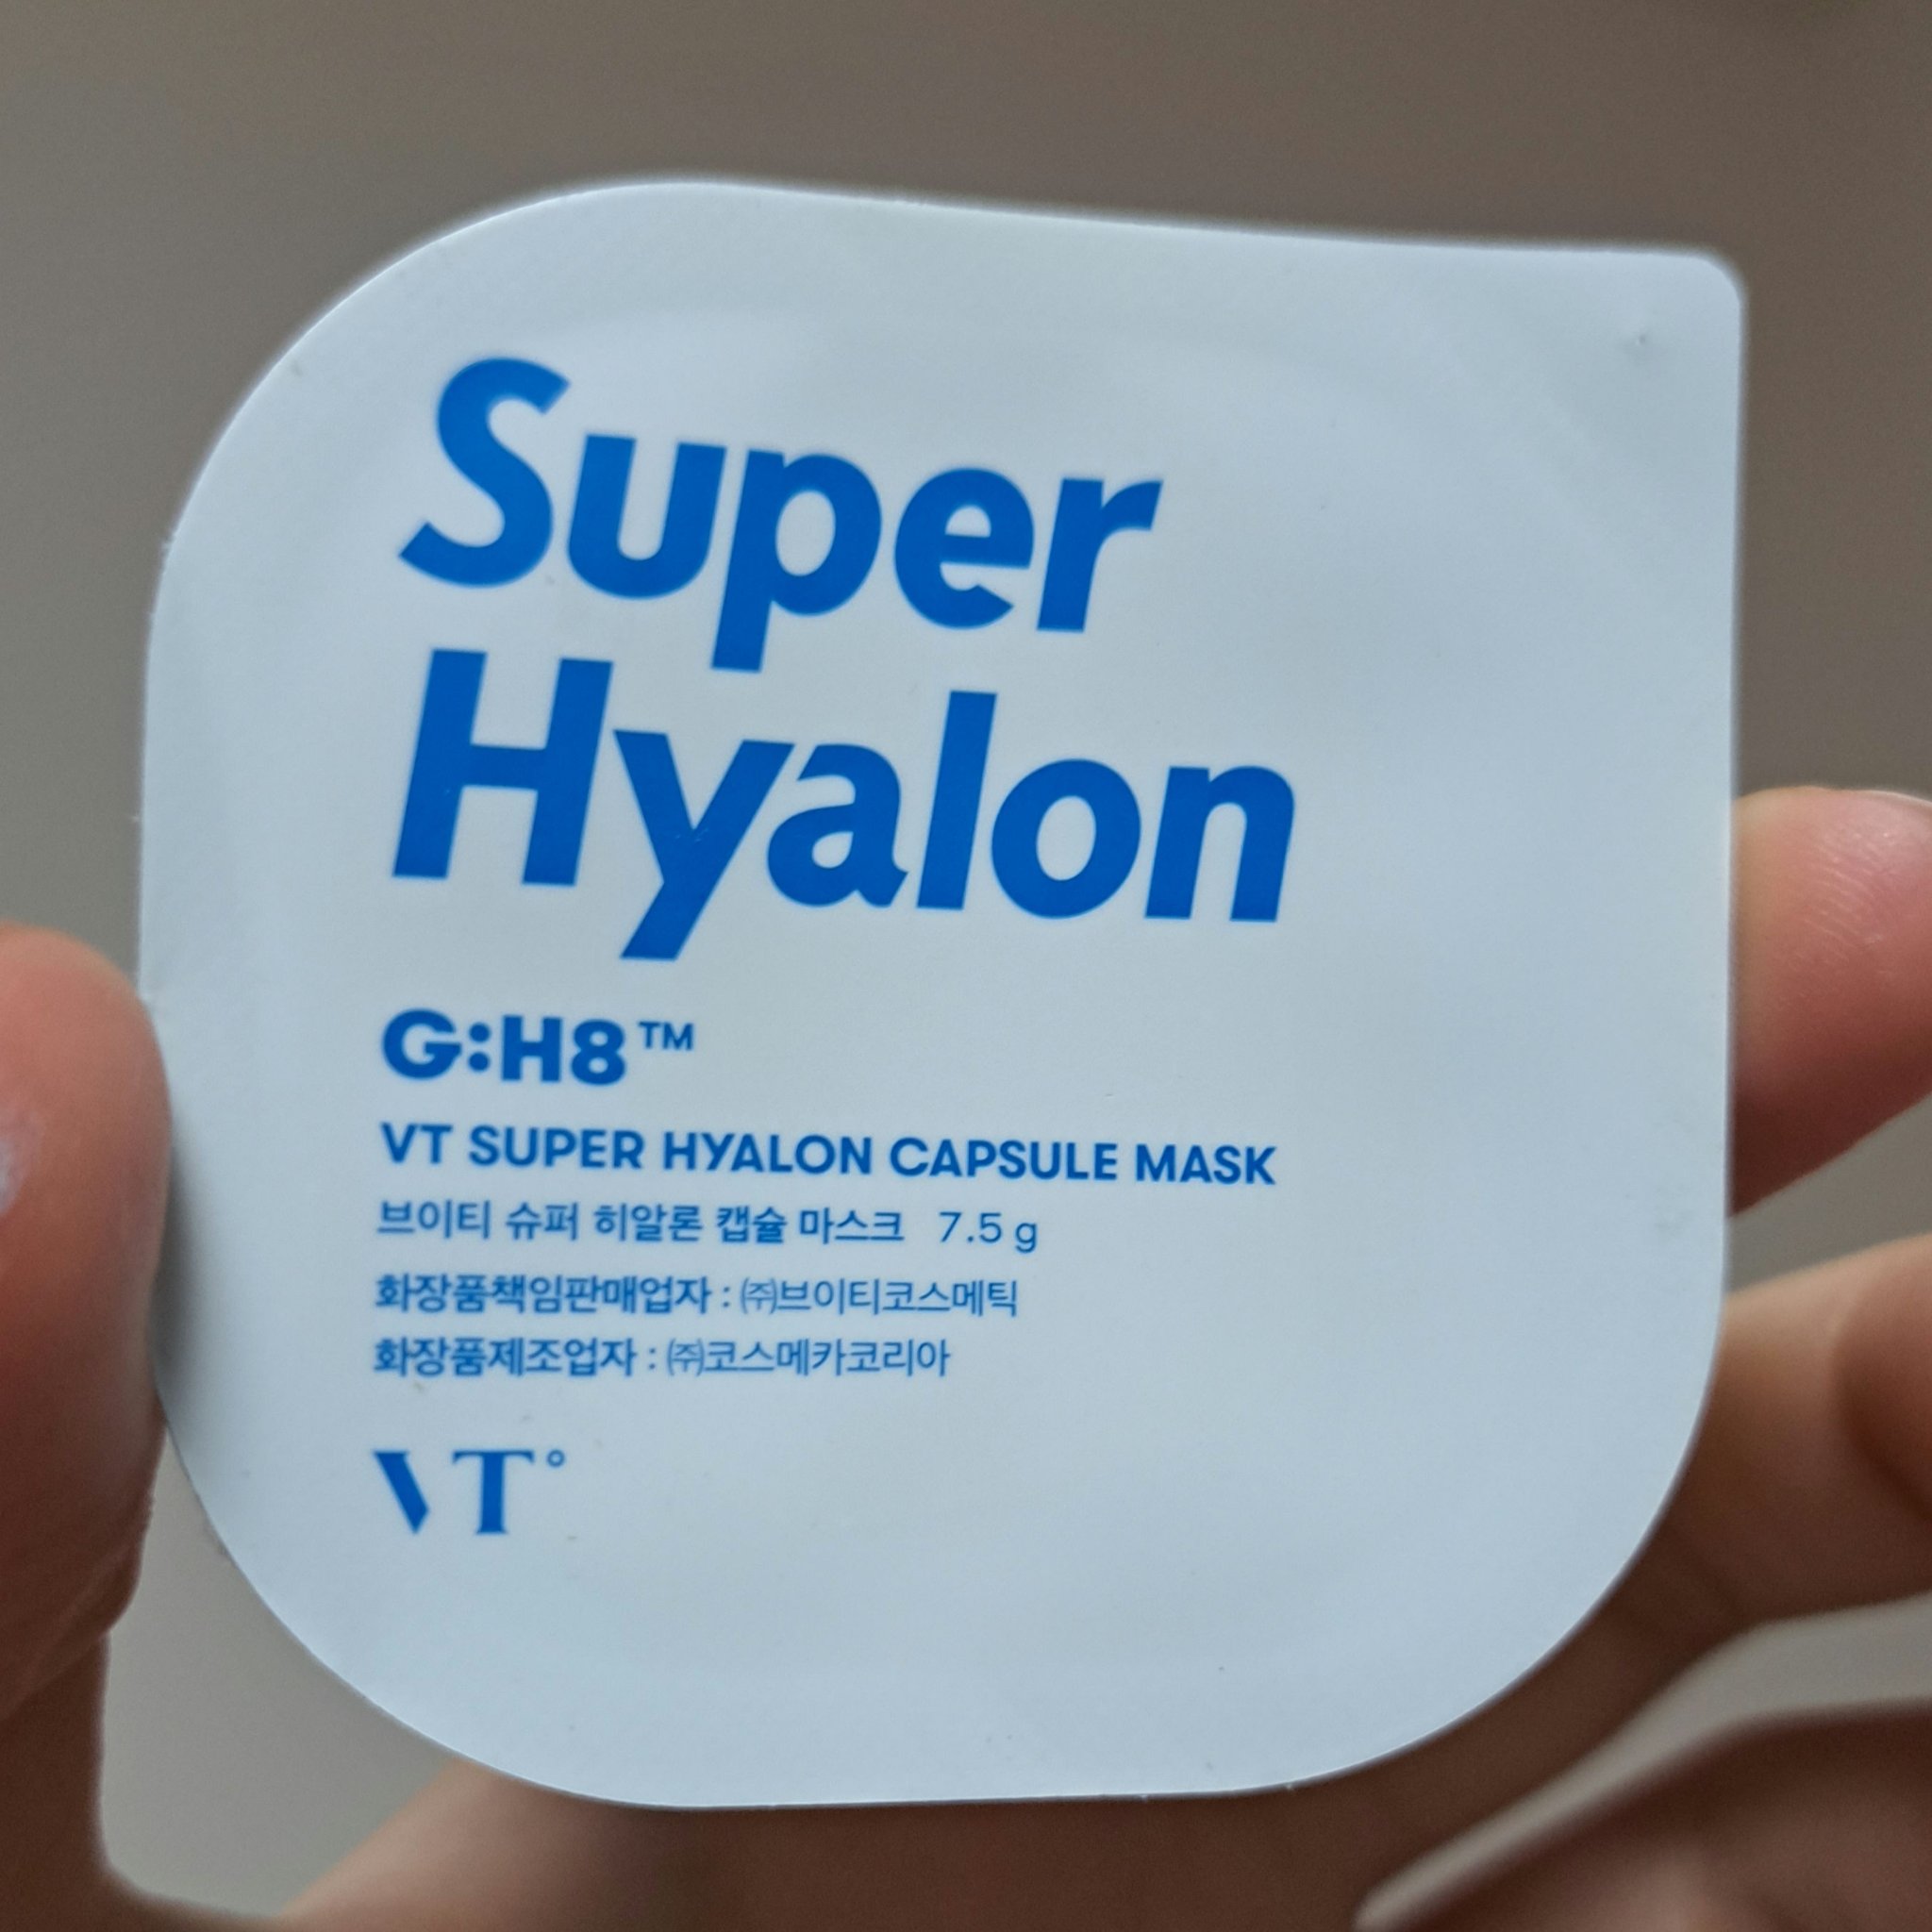 Super
Hyalon
G:H8™
VT SUPER HYALON CAPSULE MASK
브이티 슈퍼 히알론 캡슐 마스크 7.5 g
화장품책임판매업자 : ㈜브이티코스메틱
화장품제조업자 : ㈜코스메카코리아
VT°